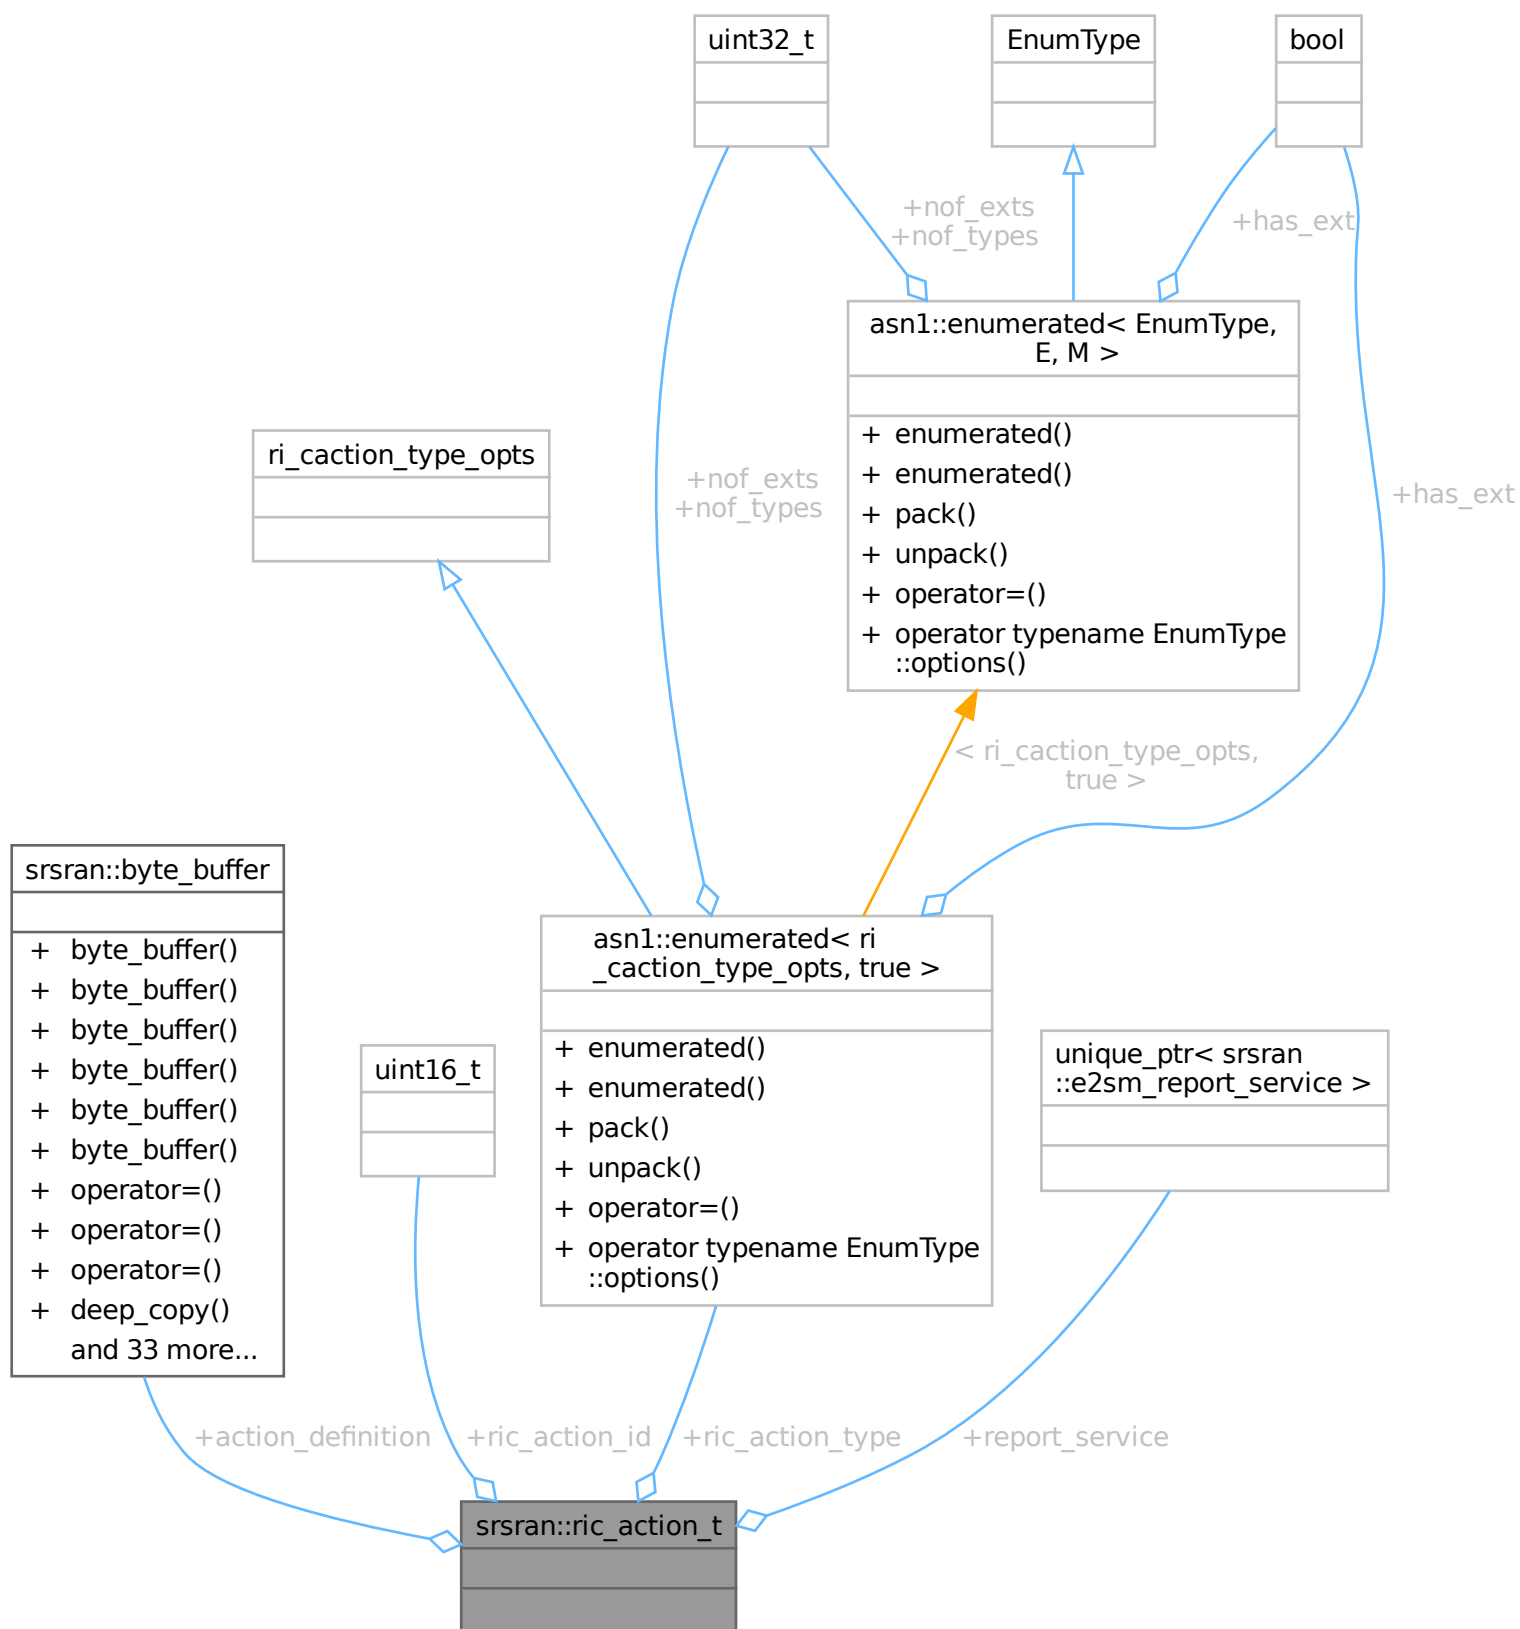 uint32_t
EnumType
bool
+nof_exts
+nof_types
+has_ext
asn1::enumerated< EnumType,
E, M >
+ enumerated()
+ enumerated()
+ pack()
+ unpack()
+ operator=()
+ operator typename EnumType
::options()
ri_caction_type_opts
+nof_exts
+nof_types
+has_ext
< ri_caction_type_opts,
true >
srsran::byte_buffer
+ byte_buffer()
+ byte_buffer()
+ byte_buffer()
+ byte_buffer()
+ byte_buffer()
+ byte_buffer()
+ operator=()
+ operator=()
+ operator=()
+ deep_copy()
and 33 more...
uint16_t
asn1::enumerated< ri
_caction_type_opts, true >
+ enumerated()
+ enumerated()
+ pack()
+ unpack()
+ operator=()
+ operator typename EnumType
::options()
unique_ptr< srsran
::e2sm_report_service >
+action_definition
+ric_action_id
+ric_action_type
+report_service
srsran::ric_action_t